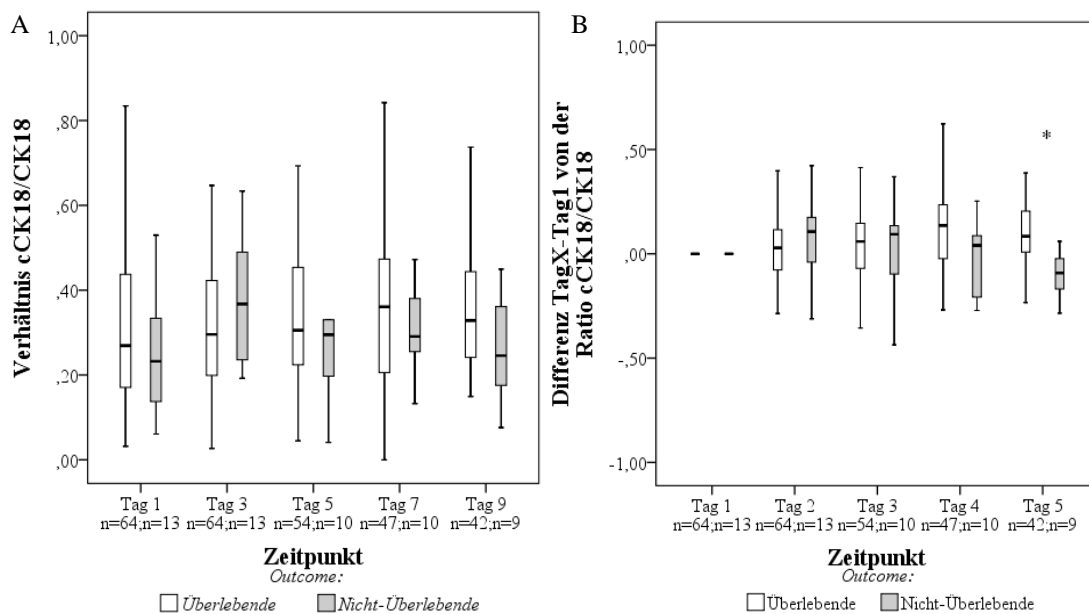 A
Verhältnis cCK18/CK18
1,00
,80
,60
,40
,20
,00
Tag 1 Tag 3 Tag 5 Tag 7 Tag 9
n=64;n=13 n=64;n=13 n=54;n=10 n=47;n=10 n=42;n=9
Zeitpunkt
Outcome:
Überlebende Nicht-Überlebende
B
Differenz TagX-Tag1 von der
Ratio cCK18/CK18
1,00
,50
,00
-,50
-1,00
*
Tag 1 Tag 2 Tag 3 Tag 4 Tag 5
n=64;n=13 n=64;n=13 n=54;n=10 n=47;n=10 n=42;n=9
Zeitpunkt
Outcome:
Überlebende Nicht-Überlebende